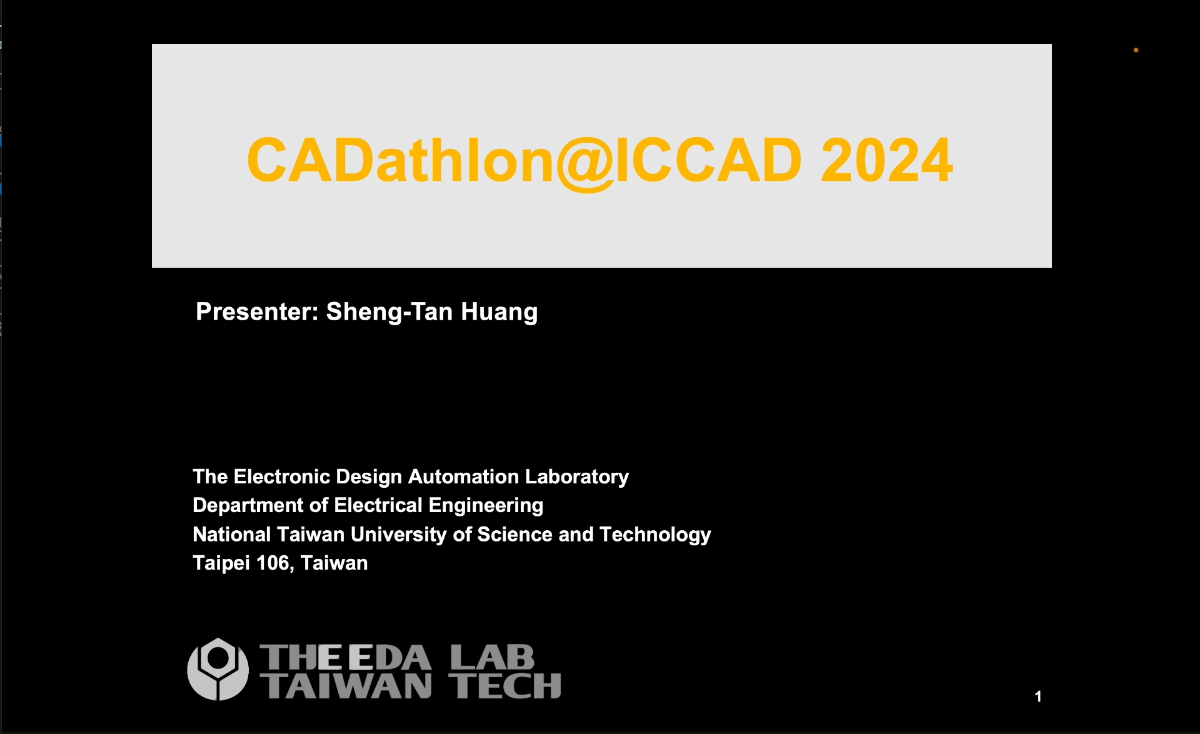 CADathlon@ICCAD 2024
Presenter: Sheng-Tan Huang
The Electronic Design Automation Laboratory
Department of Electrical Engineering
National Taiwan University of Science and Technology
Taipei 106, Taiwan
THE EDA LAB
TAIWAN TECH
1